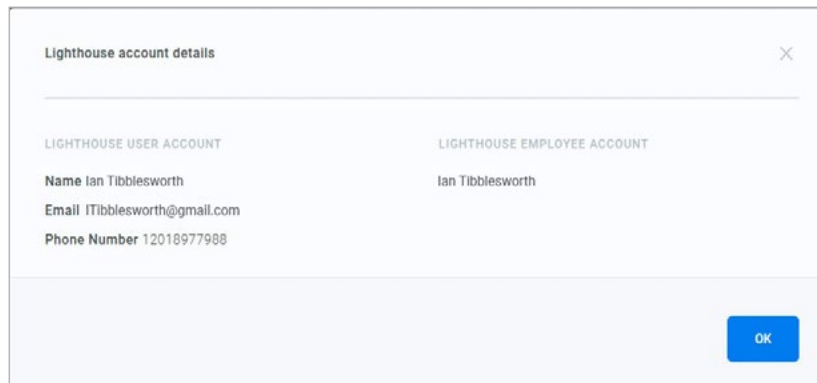 Lighthouse account details
LIGHTHOUSE USER ACCOUNT
Name Ian Tibblesworth
Email ITibblesworth@gmail.com
Phone Number 12018977988
LIGHTHOUSE EMPLOYEE ACCOUNT
Ian Tibblesworth
OK